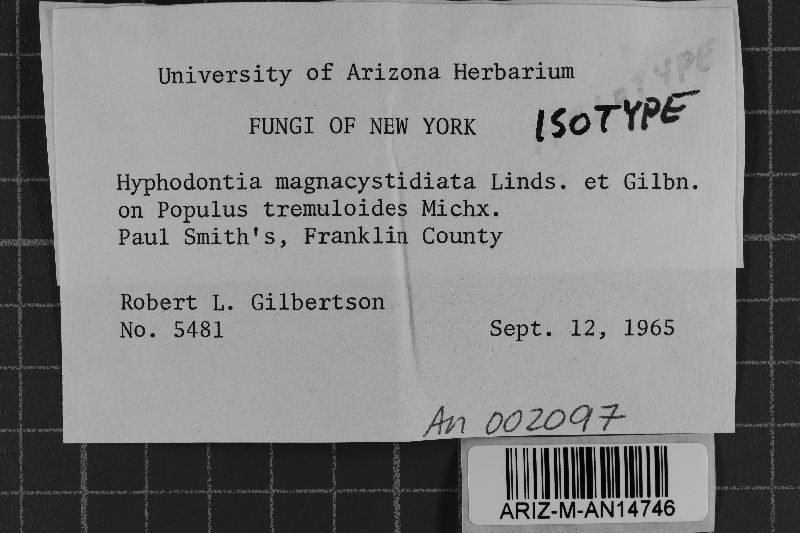 University of Arizona Herbarium
FUNGI OF NEW YORK ISOTYPE
Hyphodontia magnacystidiata Linds. et Gilbn.
on Populus tremuloides Michx.
Paul Smith's, Franklin County
Robert L. Gilbertson
No. 5481 Sept. 12, 1965
An 002097
ARIZ-M-AN14746